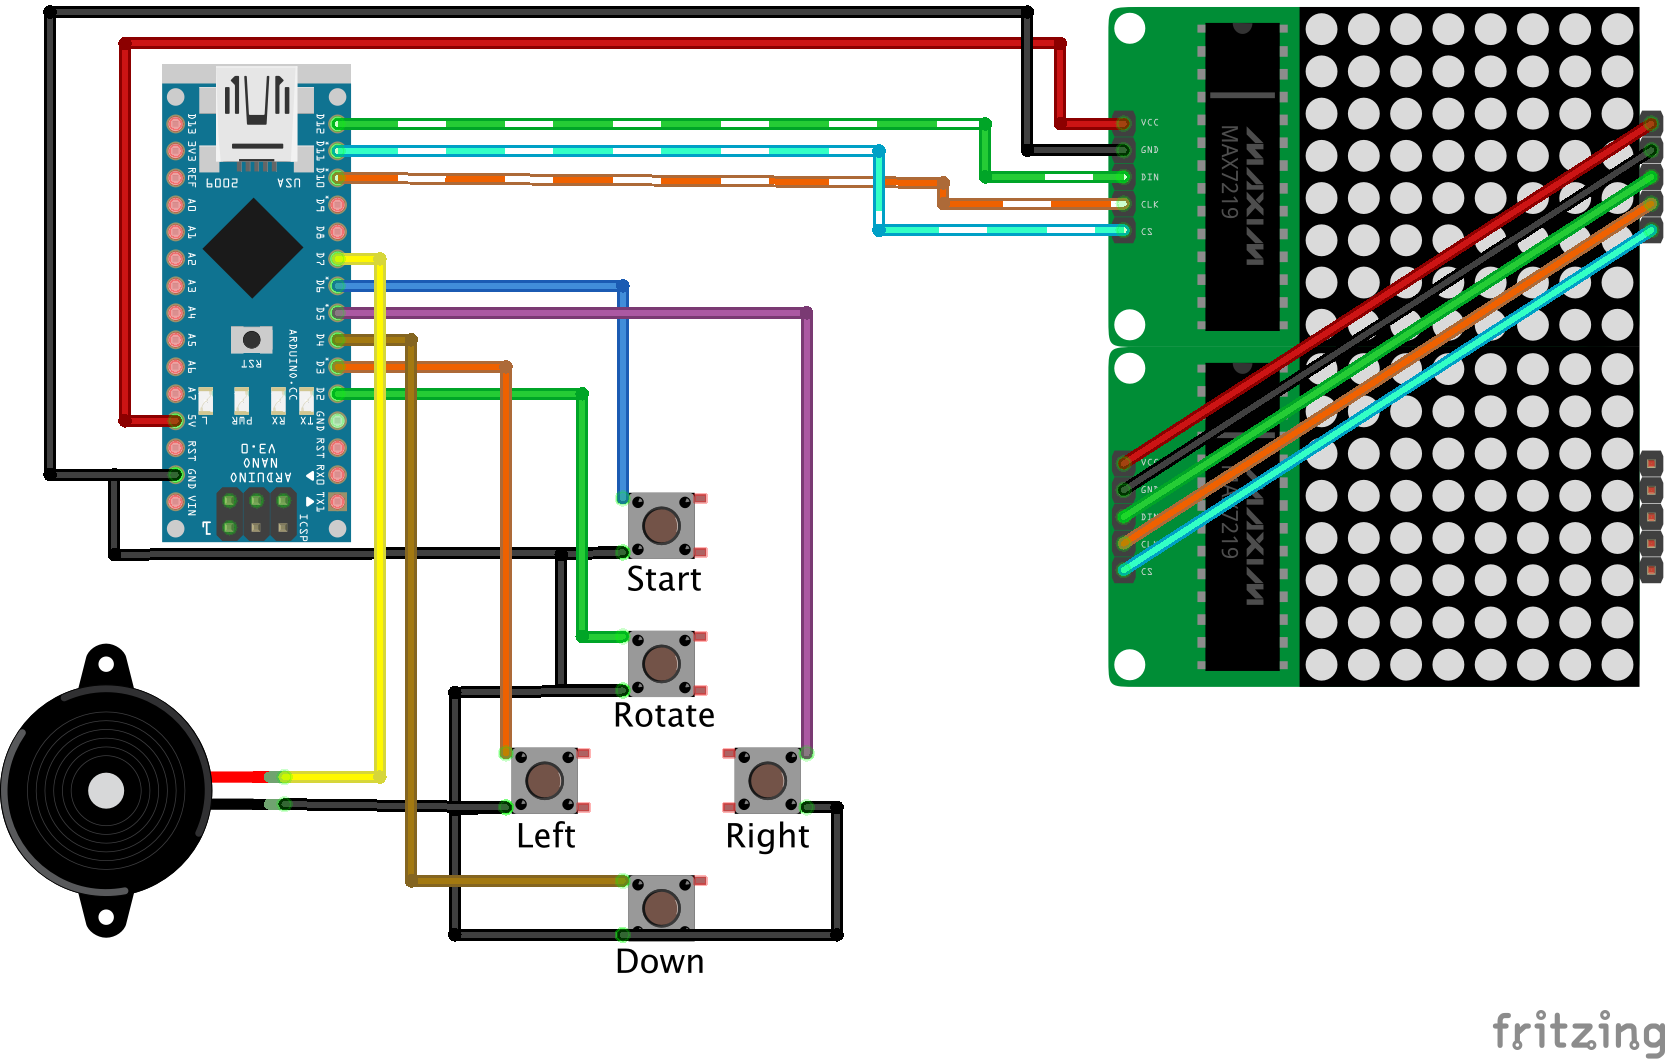 D13
3V3
REF
A0
A1
A2
A3
A4
A5
A6
A7
5V
RST
GND
VIN
D12
D11
D10
D9
D8
D7
D6
D5
D4
D3
D2
GND
RST
RX0
TX1
9005
USA
RST
ARDUINO.CC
L
PWR
RX
TX
ARDUINO
NANO
V3.0
1
ICSP
VCC
GND
DIN
CLK
CS
MAX7219
MAXIM
VCC
GND
DIN
CLK
CS
MAX7219
MAXIM
Start
Rotate
Left
Right
Down
fritzing